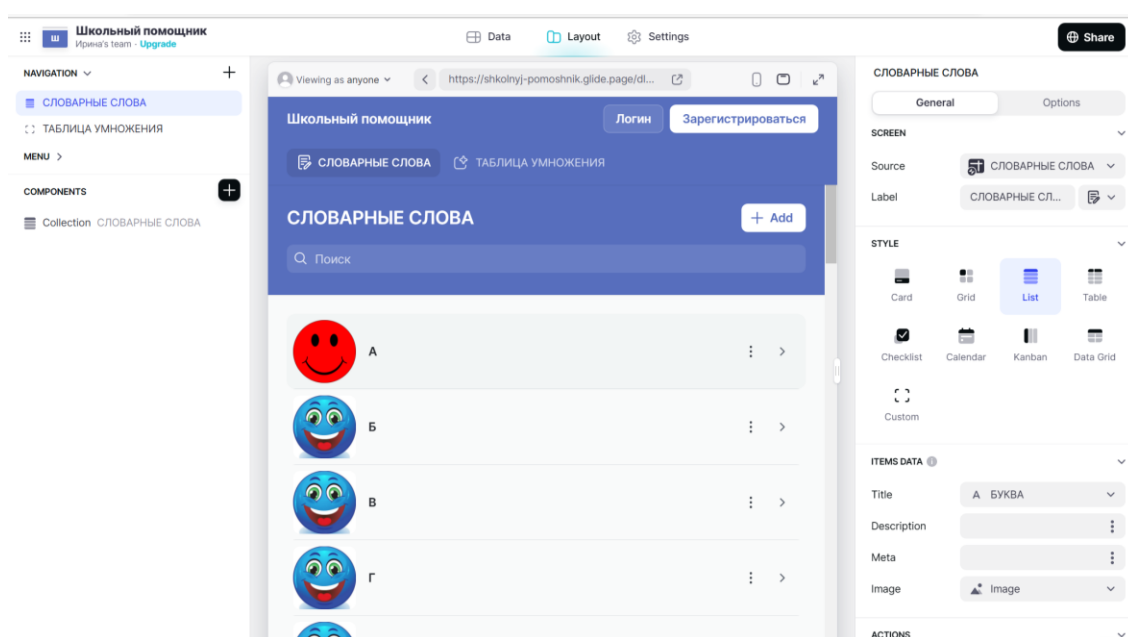 Ш Школьный помощник
Ирина's team - Upgrade
Data Layout Settings
Share
NAVIGATION
СЛОВАРНЫЕ СЛОВА
ТАБЛИЦА УМНОЖЕНИЯ
MENU
COMPONENTS
Collection СЛОВАРНЫЕ СЛОВА
Viewing as anyone https://shkolnyj-pomoshnik.glide.page/dl...
Школьный помощник Логин Зарегистрироваться
СЛОВАРНЫЕ СЛОВА ТАБЛИЦА УМНОЖЕНИЯ
СЛОВАРНЫЕ СЛОВА + Add
Поиск
А
Б
В
Г
СЛОВАРНЫЕ СЛОВА
General Options
SCREEN
Source СЛОВАРНЫЕ СЛОВА
Label СЛОВАРНЫЕ СЛ...
STYLE
Card Grid List Table
Checklist Calendar Kanban Data Grid
Custom
ITEMS DATA
Title A БУКВА
Description
Meta
Image Image
ACTIONS